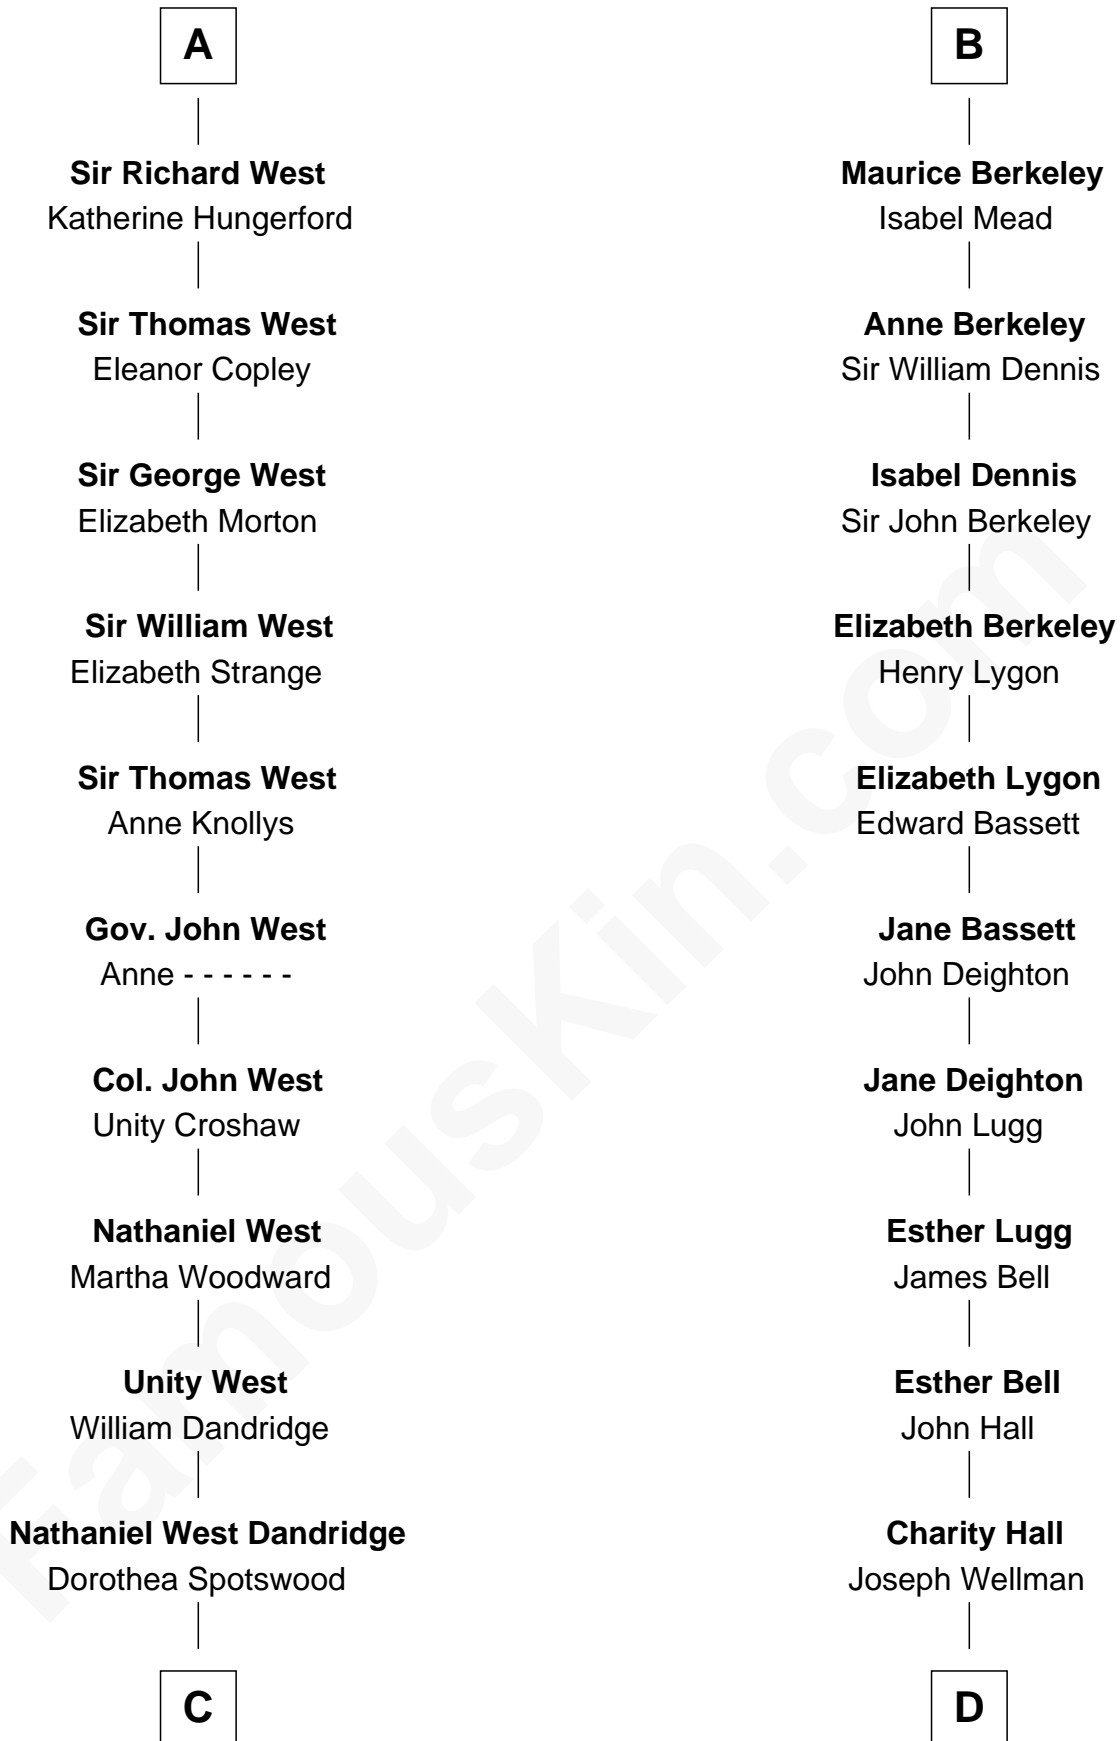 A
Sir Richard West
Katherine Hungerford
Sir Thomas West
Eleanor Copley
Sir George West
Elizabeth Morton
Sir William West
Elizabeth Strange
Sir Thomas West
Anne Knollys
Gov. John West
Anne - - - - - -
Col. John West
Unity Croshaw
Nathaniel West
Martha Woodward
Unity West
William Dandridge
Nathaniel West Dandridge
Dorothea Spotswood
C
B
Maurice Berkeley
Isabel Mead
Anne Berkeley
Sir William Dennis
Isabel Dennis
Sir John Berkeley
Elizabeth Berkeley
Henry Lygon
Elizabeth Lygon
Edward Bassett
Jane Bassett
John Deighton
Jane Deighton
John Lugg
Esther Lugg
James Bell
Esther Bell
John Hall
Charity Hall
Joseph Wellman
D
FamousKin.com